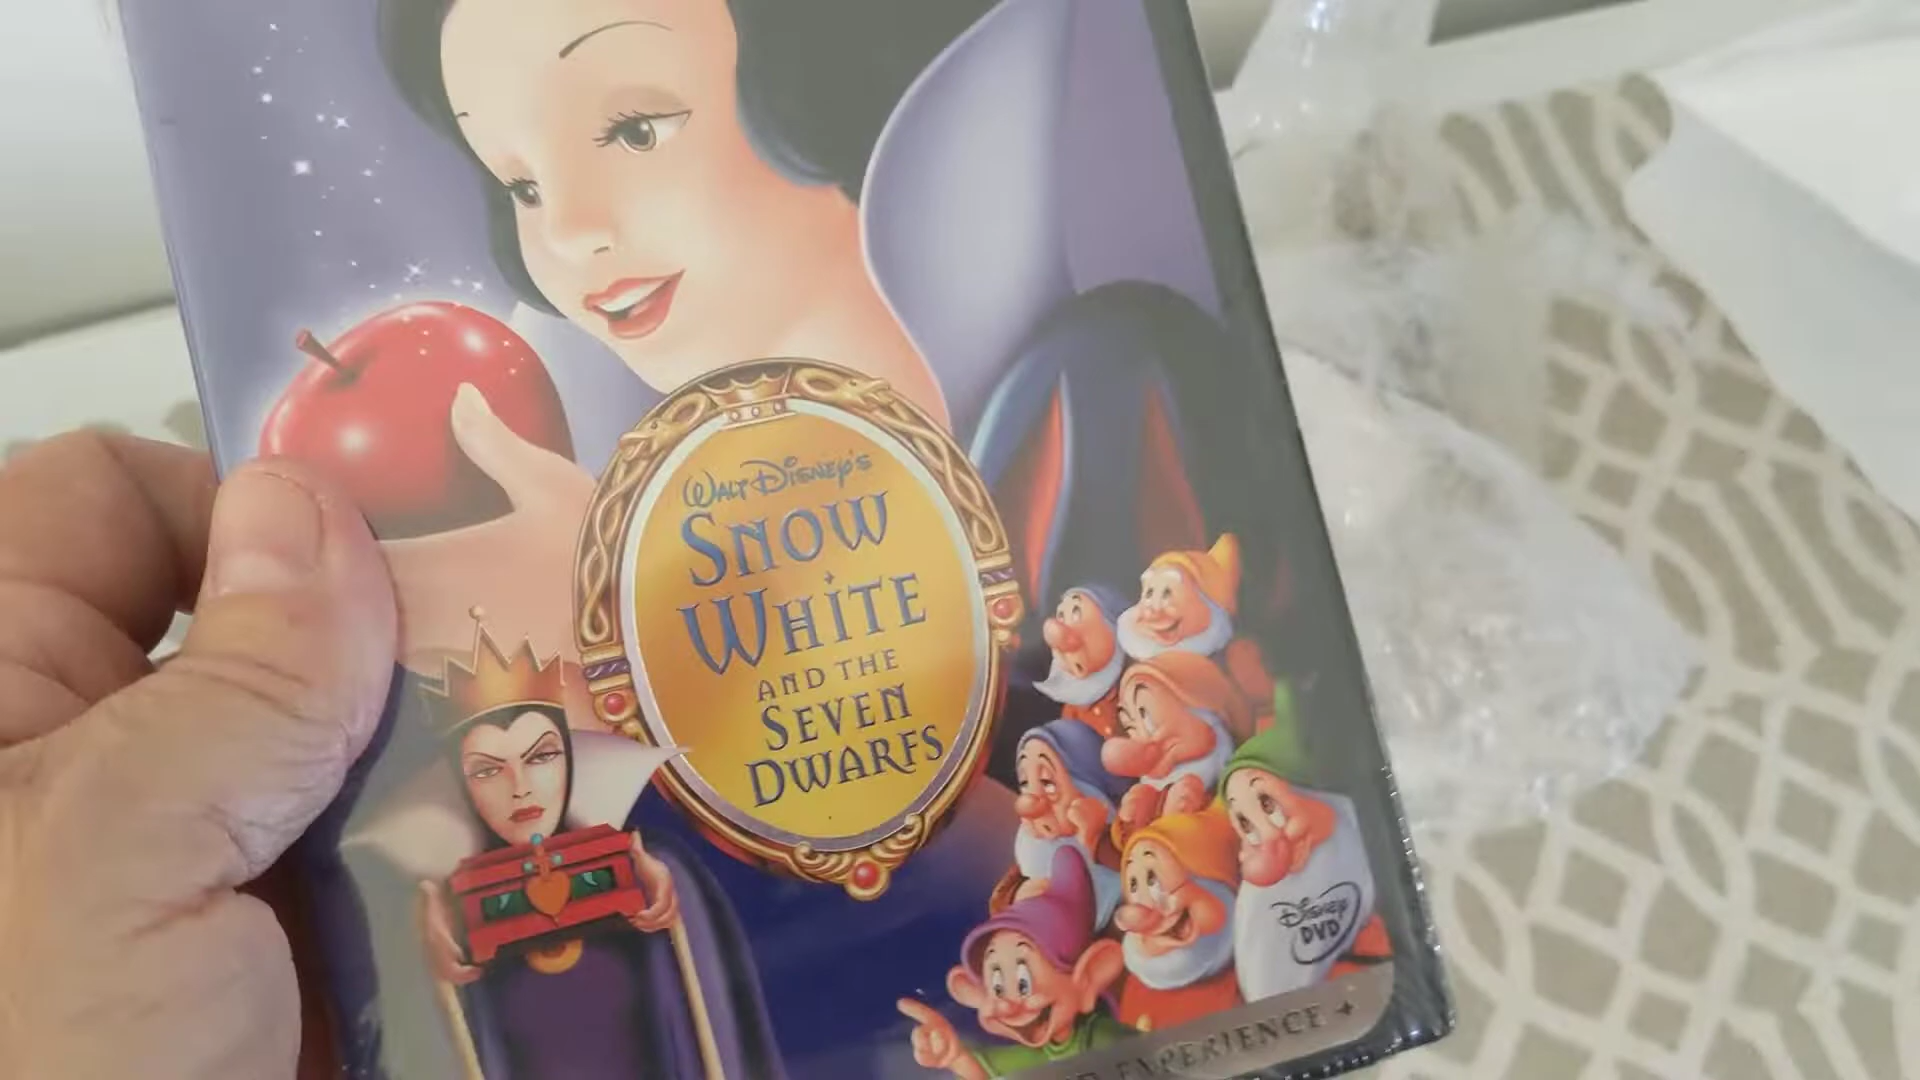 Walt Disney's
Snow
White
and the
Seven
Dwarfs
Disney
DVD
Experience